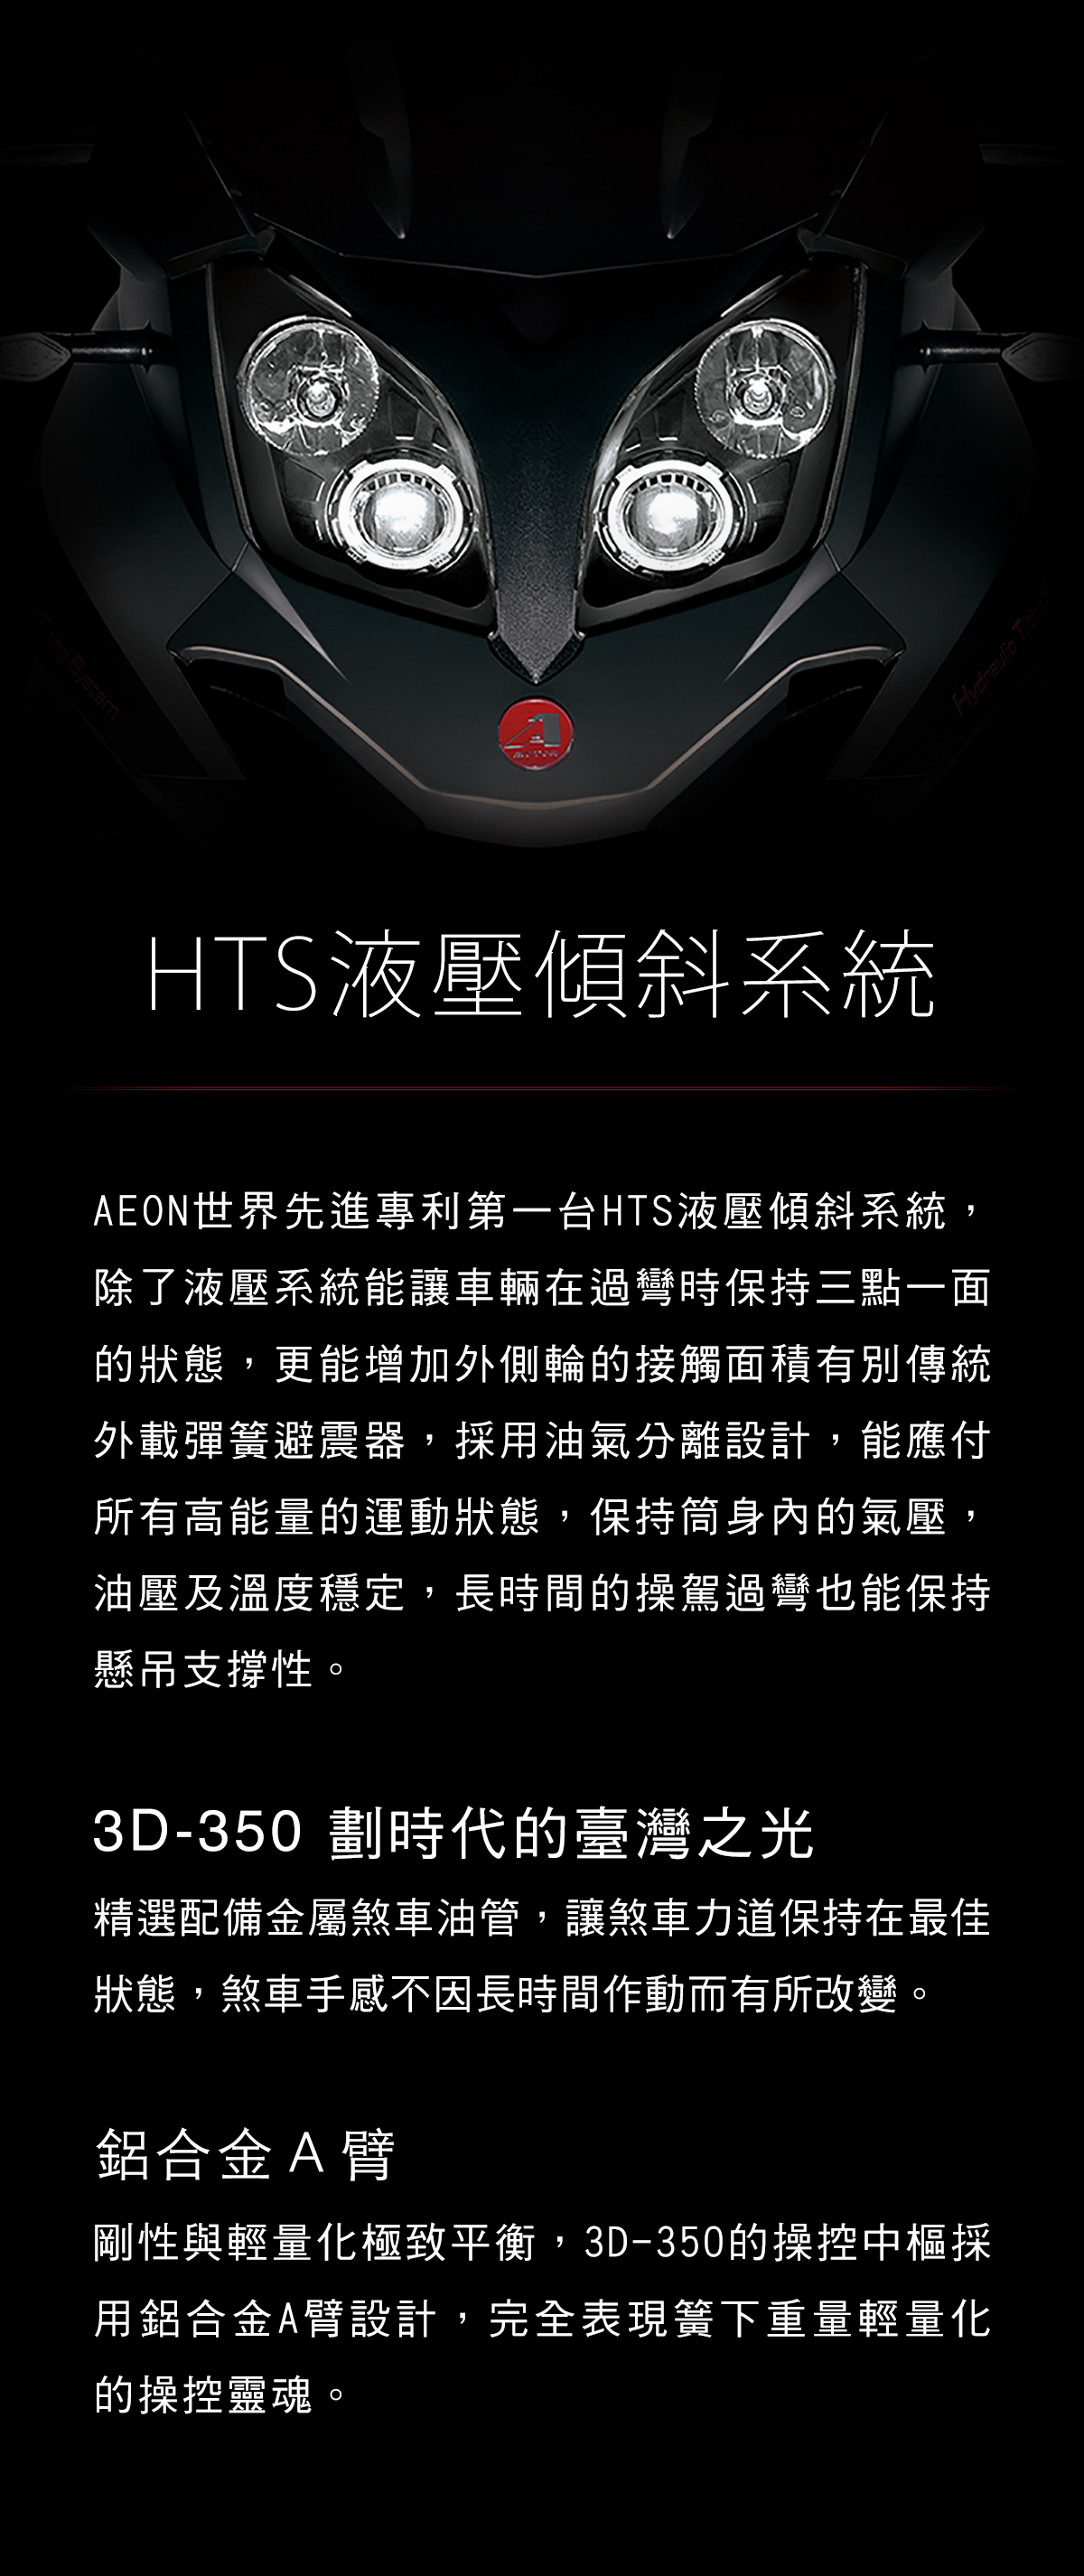 System
Hydraulic
HTS液壓傾斜系統
AEON世界先進專利第一台HTS液壓傾斜系統，
除了液壓系統能讓車輛在過彎時保持三點一面
的狀態，更能增加外側輪的接觸面積有別傳統
外載彈簧避震器，採用油氣分離設計，能應付
所有高能量的運動狀態，保持筒身內的氣壓，
油壓及溫度穩定，長時間的操駕過彎也能保持
懸吊支撐性。
3D-350 劃時代的臺灣之光
精選配備金屬煞車油管，讓煞車力道保持在最佳
狀態，煞車手感不因長時間作動而有所改變。
鋁合金A臂
剛性與輕量化極致平衡，3D-350的操控中樞採
用鋁合金A臂設計，完全表現簧下重量輕量化
的操控靈魂。